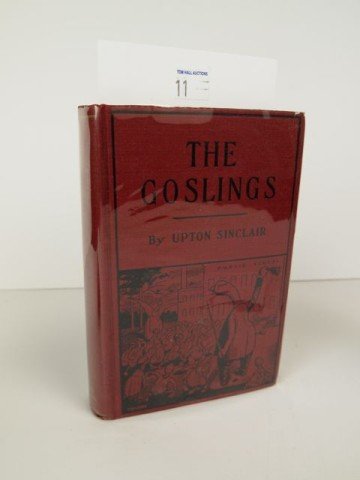 TOM HALL AUCTIONS
11
THE
GOSLINGS
By UPTON SINCLAIR